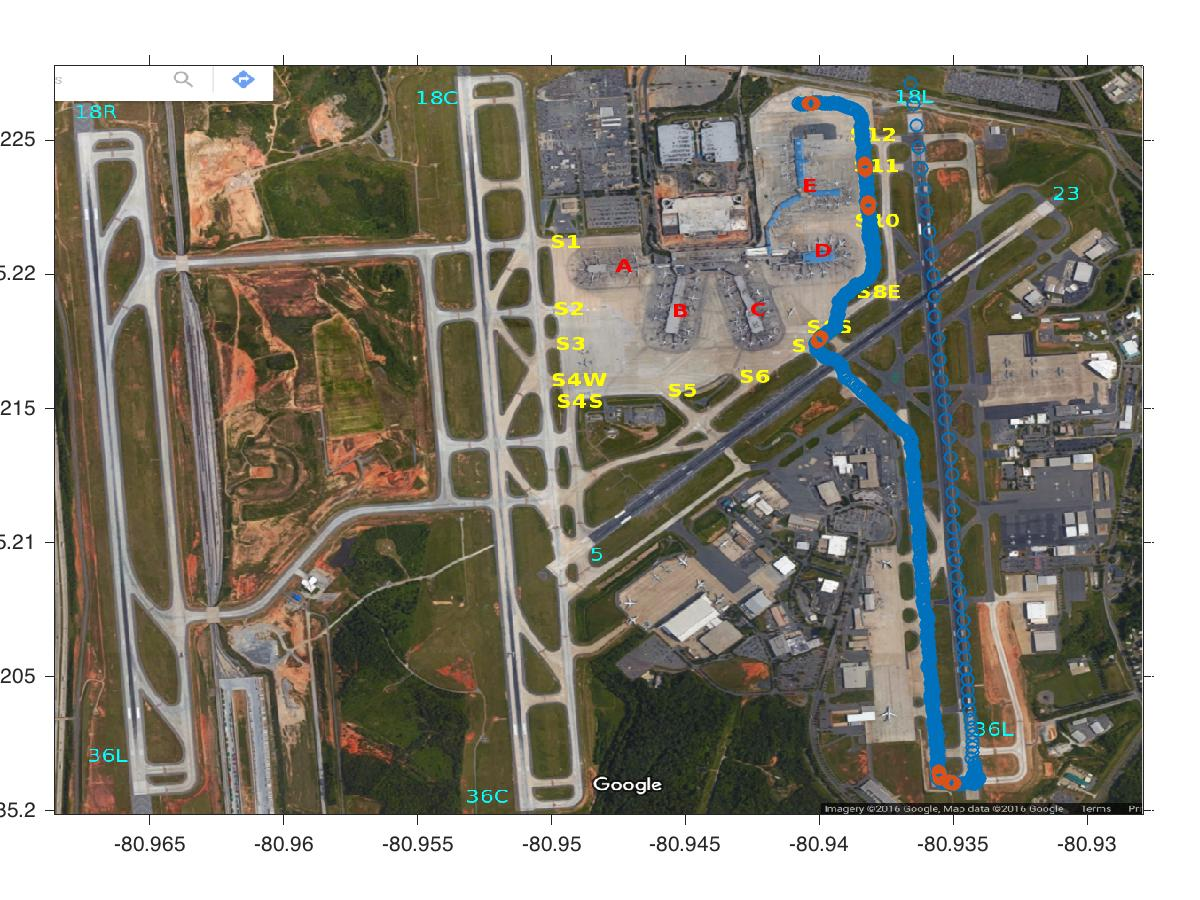 s
18R
18C
18L
225
S12
S11
E
23
S10
S1
D
A
5.22
S8E
S2
B
C
S3
S
S
S4W
S6
S5
S4S
215
5
5.21
205
36L
36L
36C
Google
Imagery ©2016 Google, Map data ©2016 Google
Terms
Pri
35.2
-80.965
-80.96
-80.955
-80.95
-80.945
-80.94
-80.935
-80.93